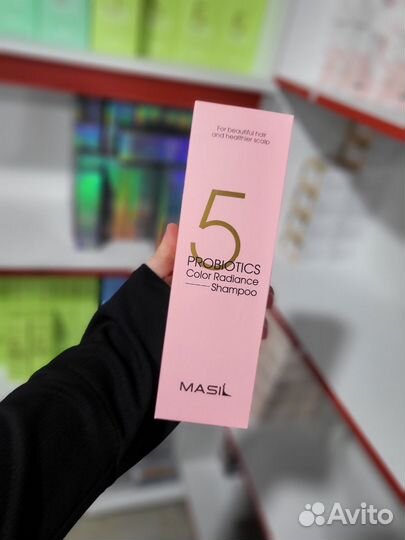 For beautiful hair
and healthier scalp
5
PROBIOTICS
Color Radiance
Shampoo
MASIL
Avito